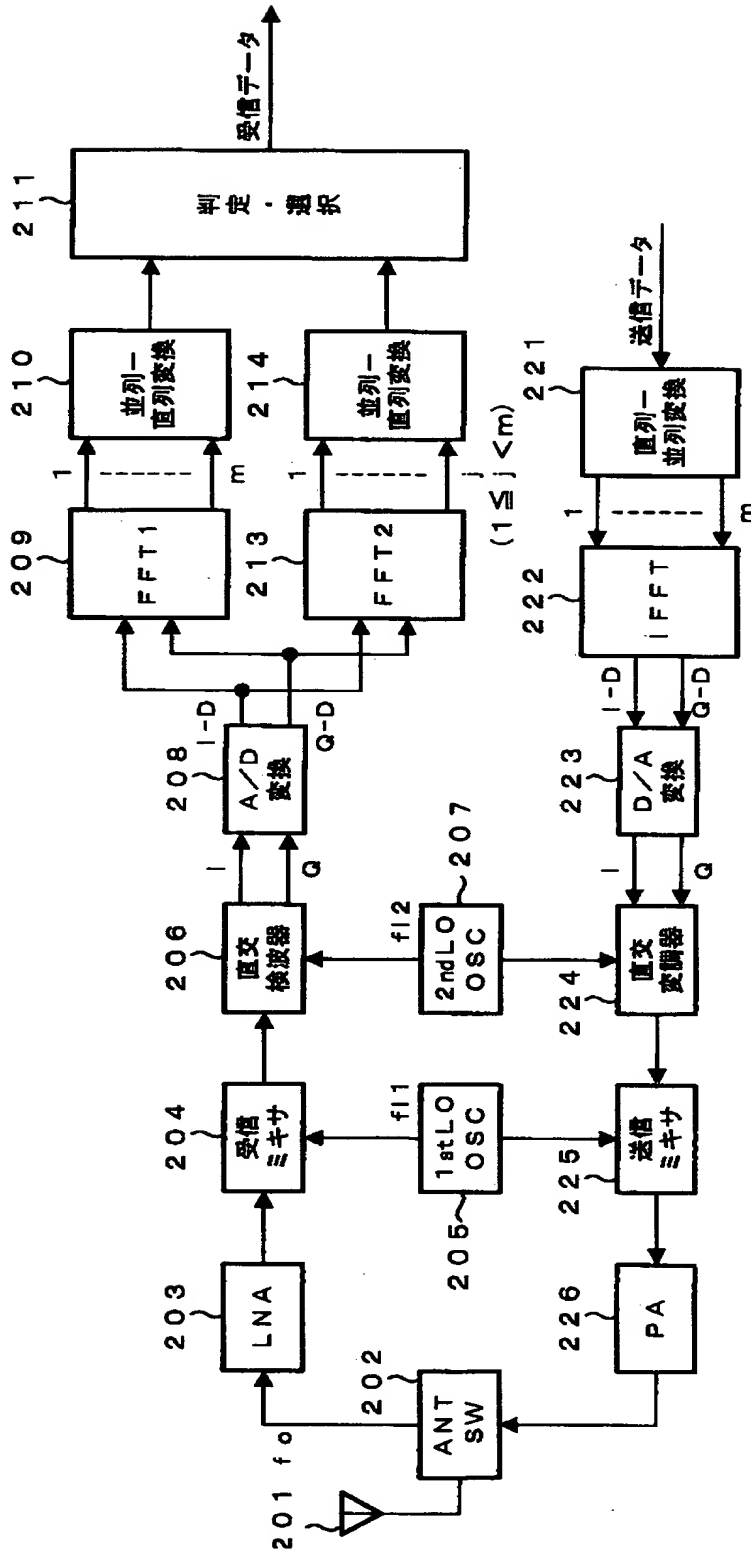 201
fo
202
ANT
SW
203
LNA
204
受信
ミキサ
fl1
205
1stLO
OSC
206
直交
検波器
fl2
207
2ndLO
OSC
I
Q
208
A/D
変換
I-D
Q-D
209
FFT1
1
m
210
並列ー
直列変換
211
判定・選択
受信データ
213
FFT2
1
j
(1≦j<m)
214
並列ー
直列変換
送信データ
221
直列ー
並列変換
1
m
222
IFFT
I-D
Q-D
223
D/A
変換
I
Q
224
直交
変調器
225
送信
ミキサ
226
PA